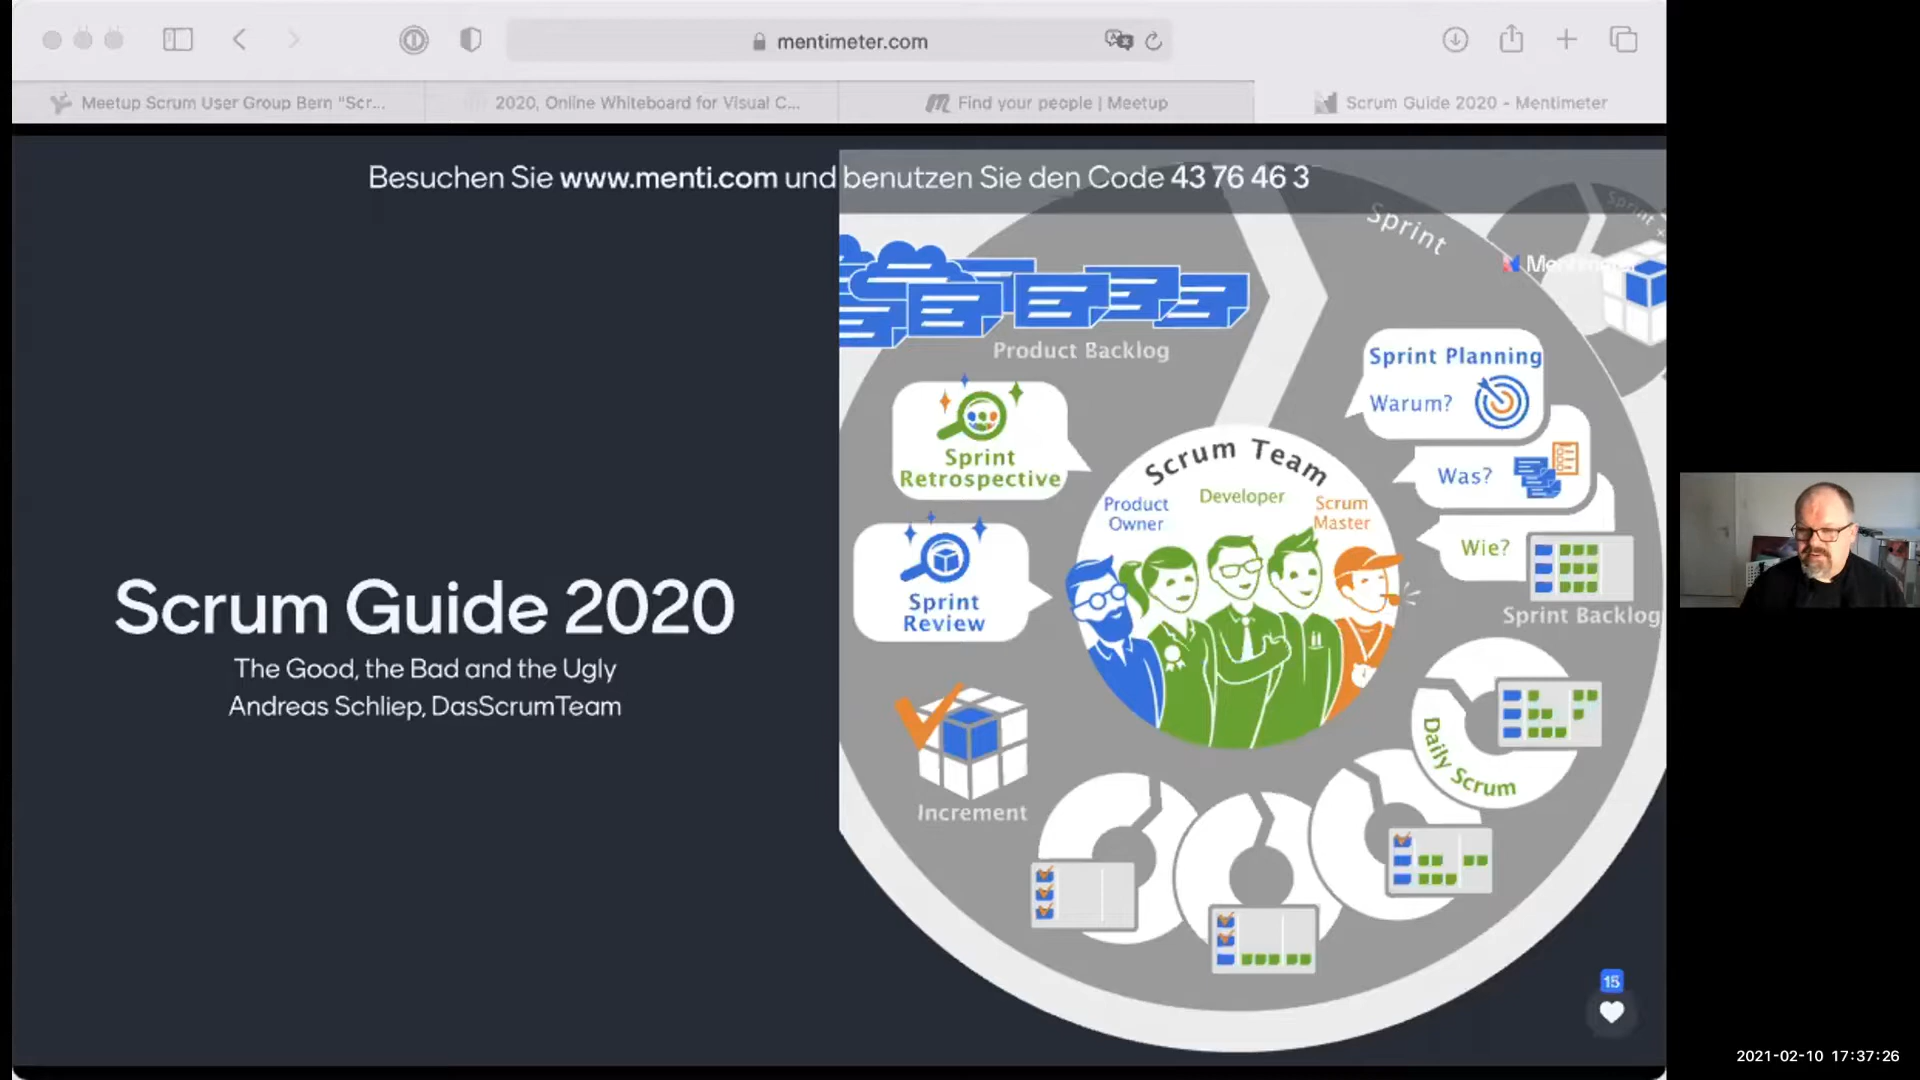 mentimeter.com
Meetup Scrum User Group Bern "Scr...
2020, Online Whiteboard for Visual C...
Find your people | Meetup
Scrum Guide 2020 - Mentimeter
Besuchen Sie www.menti.com und benutzen Sie den Code 43 76 46 3
Sprint
Sprint
Product Backlog
Sprint Planning
Warum?
Was?
Wie?
Sprint Backlog
Sprint
Retrospective
Scrum Team
Product
Owner
Developer
Scrum
Master
Sprint
Review
Scrum Guide 2020
The Good, the Bad and the Ugly
Andreas Schliep, DasScrumTeam
Daily Scrum
Increment
15
2021-02-10 17:37:26